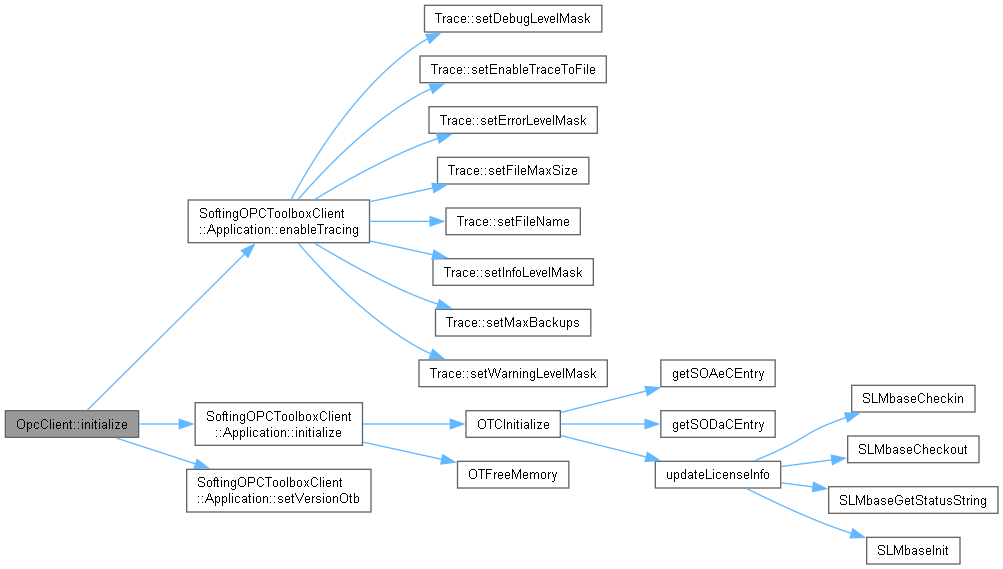 Trace::setDebugLevelMask
Trace::setEnableTraceToFile
Trace::setErrorLevelMask
Trace::setFileMaxSize
SoftingOPCToolboxClient
::Application::enableTracing
Trace::setFileName
Trace::setInfoLevelMask
Trace::setMaxBackups
Trace::setWarningLevelMask
OpcClient::initialize
SoftingOPCToolboxClient
::Application::initialize
SoftingOPCToolboxClient
::Application::setVersionOtb
OTCInitialize
OTFreeMemory
getSOAeCEntry
getSODaCEntry
updateLicenseInfo
SLMbaseCheckin
SLMbaseCheckout
SLMbaseGetStatusString
SLMbaseInit